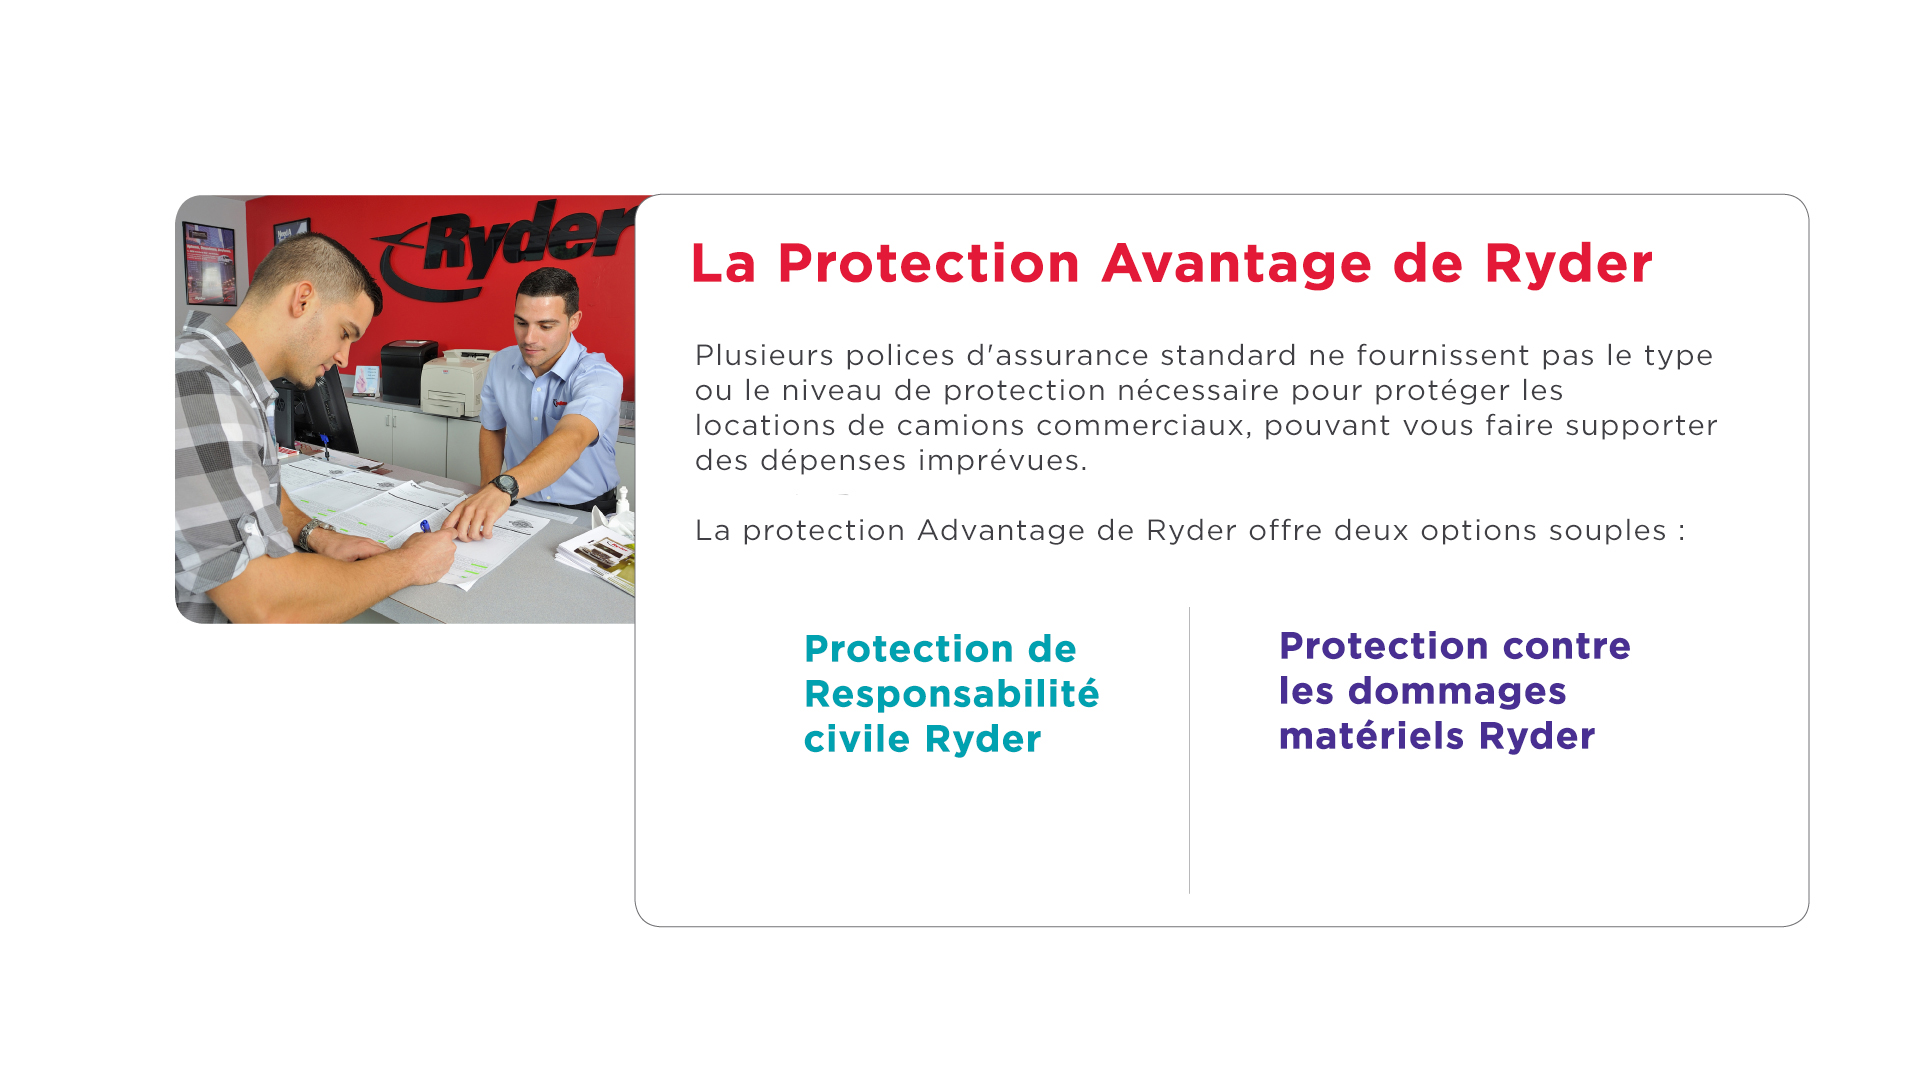 Ryder
La Protection Avantage de Ryder
Plusieurs polices d'assurance standard ne fournissent pas le type
ou le niveau de protection nécessaire pour protéger les
locations de camions commerciaux, pouvant vous faire supporter
des dépenses imprévues.
La protection Advantage de Ryder offre deux options souples :
Protection de
Responsabilité
civile Ryder
Protection contre
les dommages
matériels Ryder